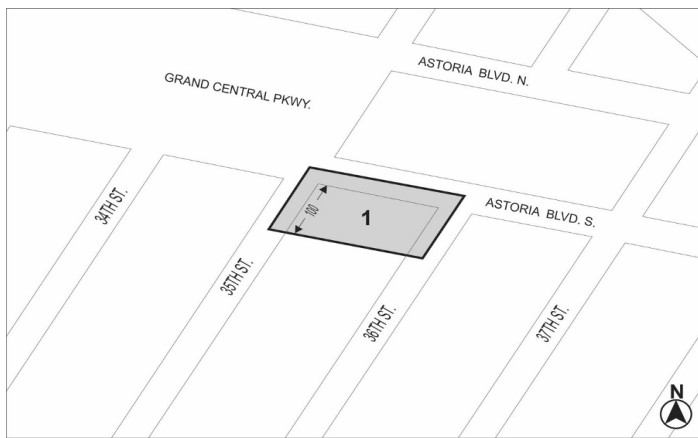 ASTORIA BLVD. N.
GRAND CENTRAL PKWY.
34TH ST.
100
1
ASTORIA BLVD. S.
35TH ST.
36TH ST.
37TH ST.
N